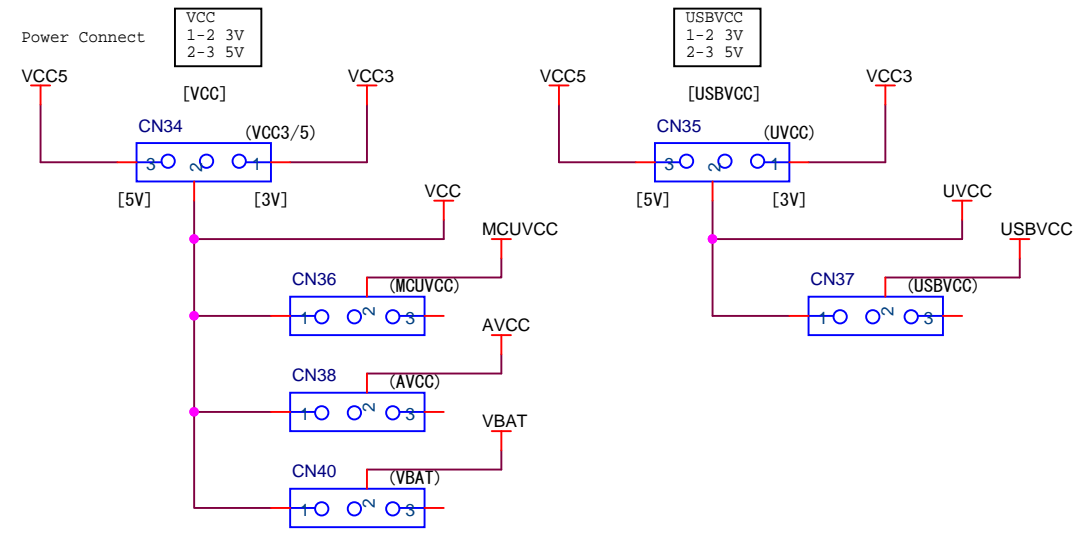 Power Connect
VCC
1-2 3V
2-3 5V
VCC5
[VCC]
VCC3
CN34
(VCC3/5)
3 2 1
[5V]
[3V]
VCC
MCUVCC
CN36
(MCUVCC)
1 2 3
AVCC
CN38
(AVCC)
1 2 3
VBAT
CN40
(VBAT)
1 2 3
USBVCC
1-2 3V
2-3 5V
VCC5
[USBVCC]
VCC3
CN35
(UVCC)
3 2 1
[5V]
[3V]
UVCC
USBVCC
CN37
(USBVCC)
1 2 3